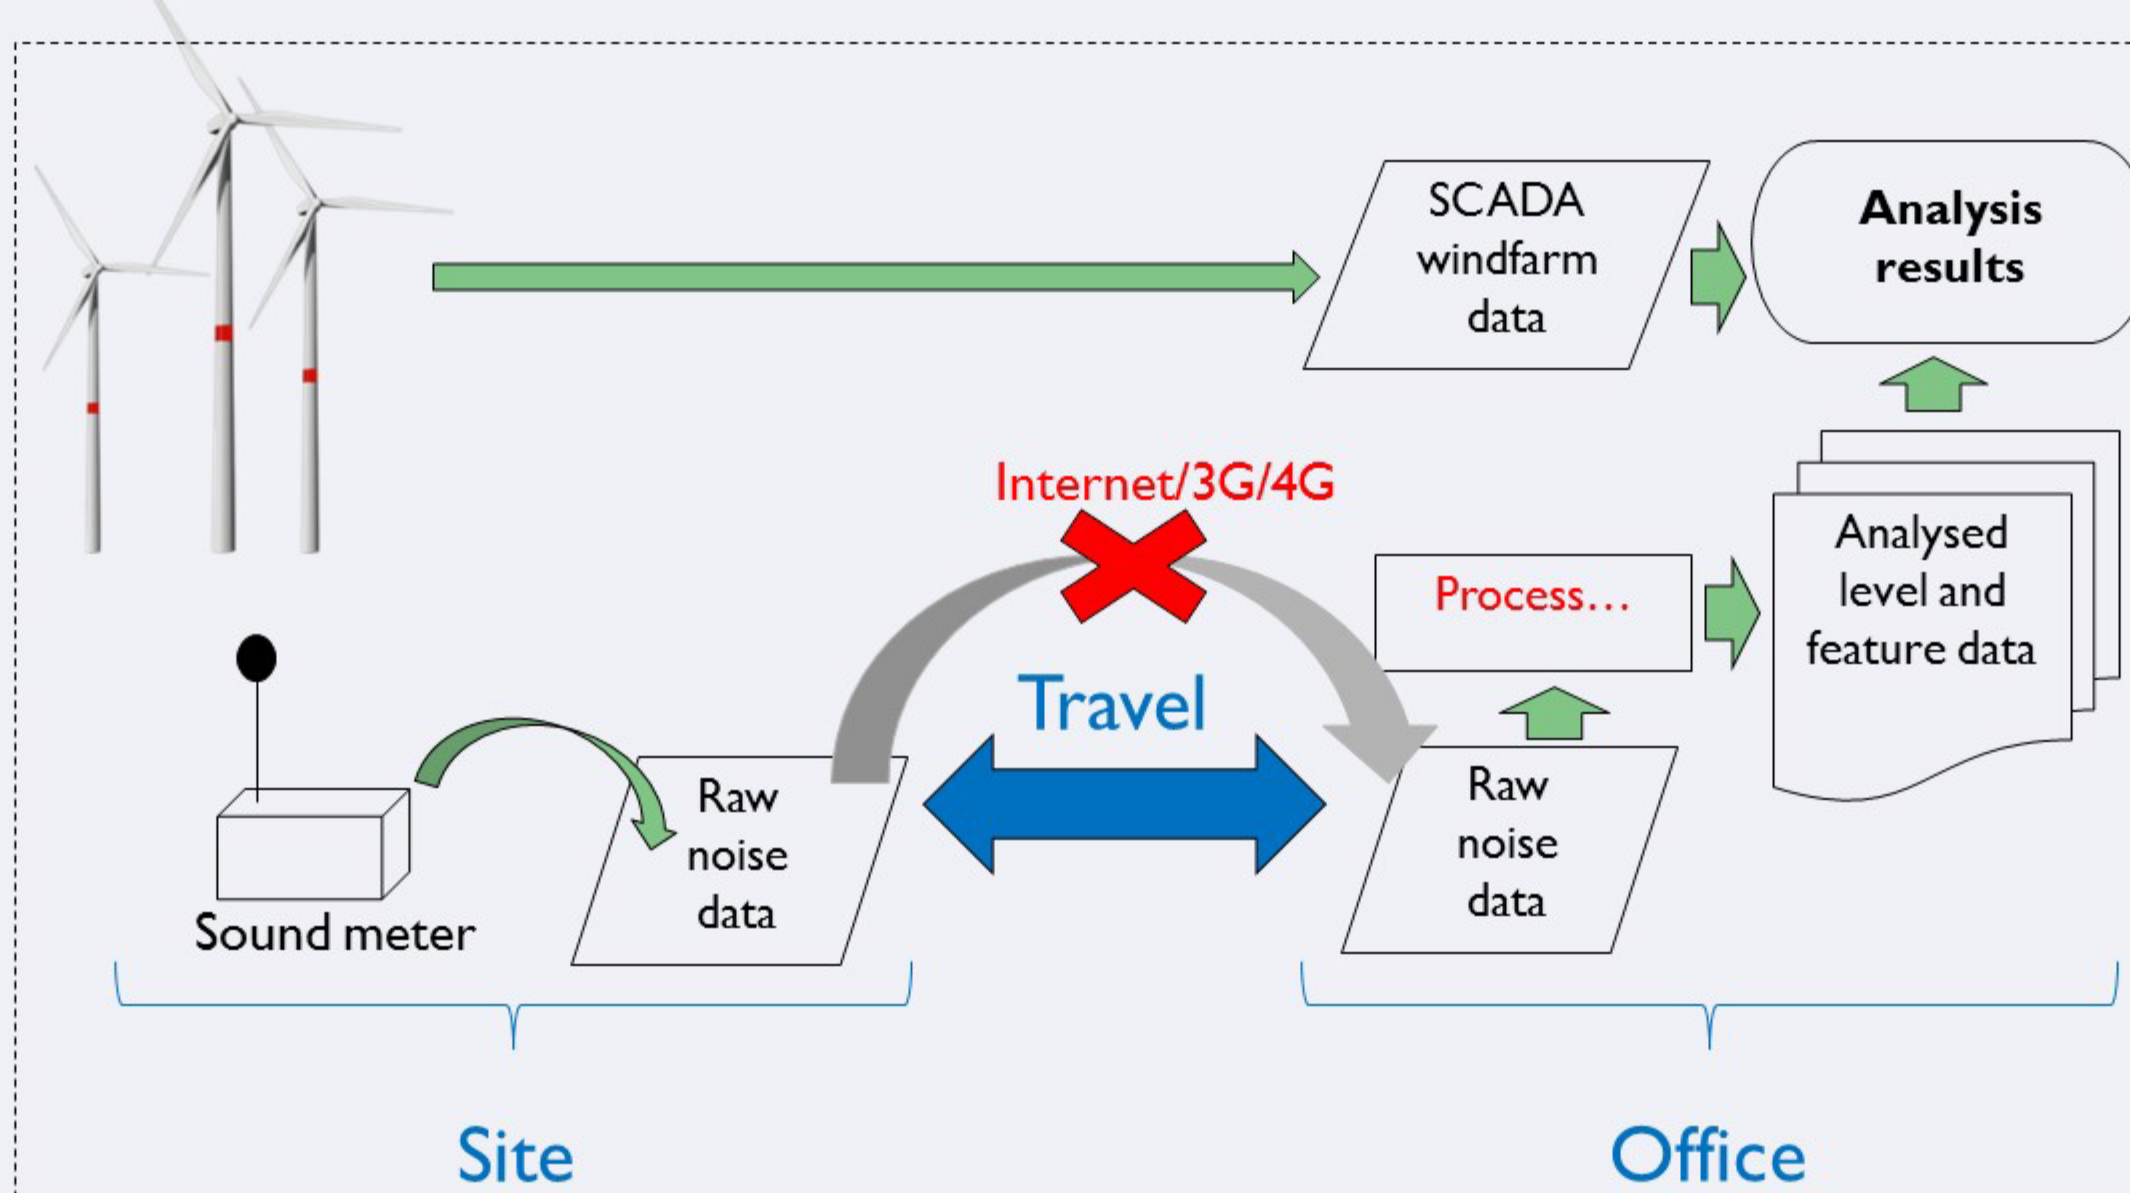 SCADA
windfarm
data
Analysis
results
Internet/3G/4G
Process...
Analysed
level and
feature data
Travel
Sound meter
Raw
noise
data
Raw
noise
data
Site
Office